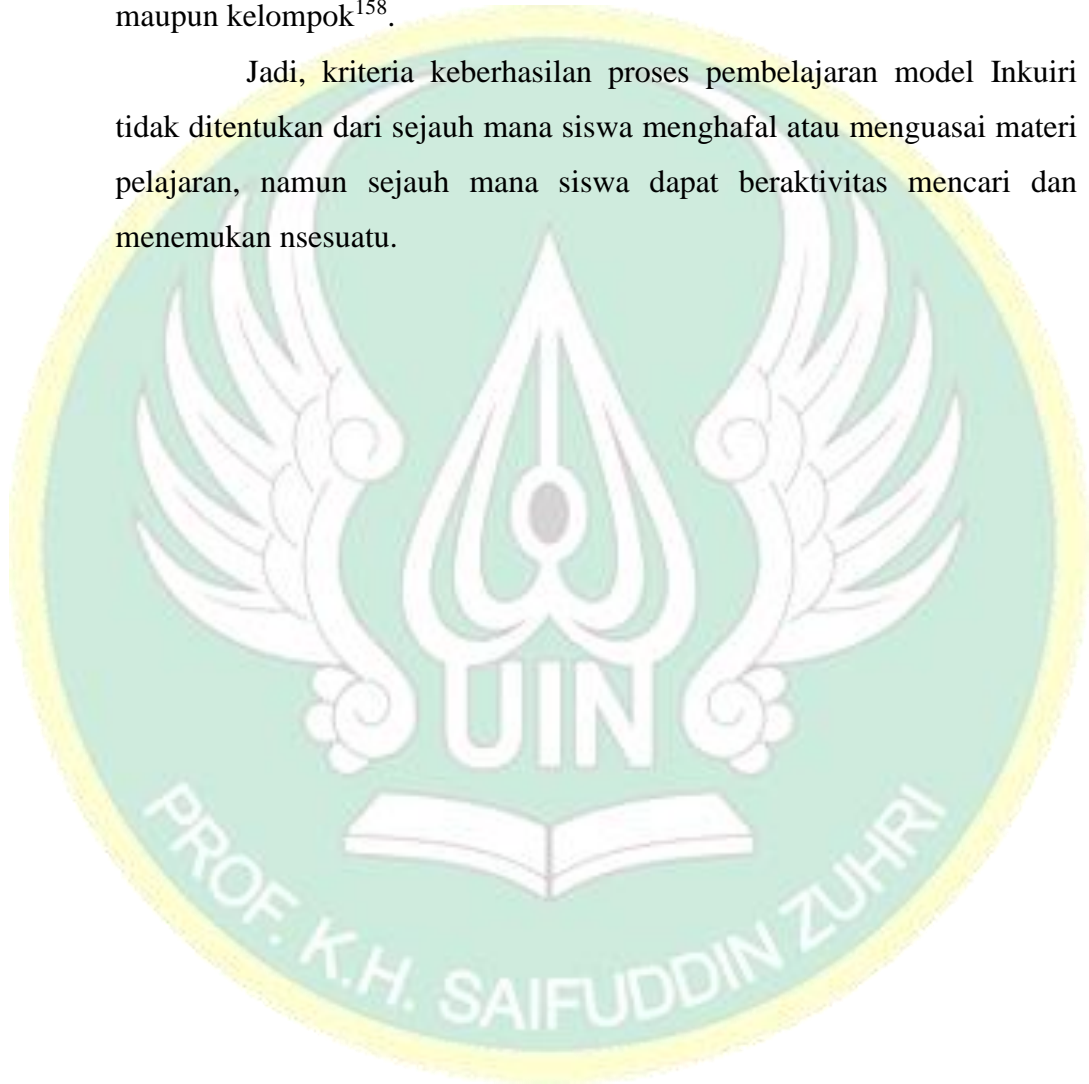 maupun kelompok158.
Jadi, kriteria keberhasilan proses pembelajaran model Inkuiri
tidak ditentukan dari sejauh mana siswa menghafal atau menguasai materi
pelajaran, namun sejauh mana siswa dapat beraktivitas mencari dan
menemukan nsesuatu.
UIN
PROF. K.H. SAIFUDDIN ZUHRI